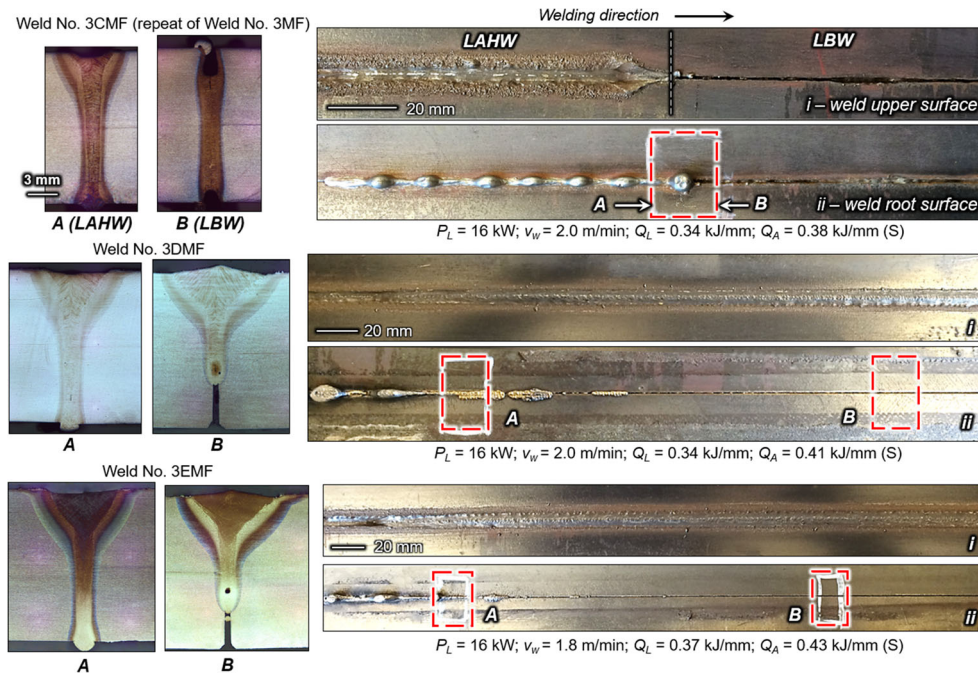 Weld No. 3CMF (repeat of Weld No. 3MF)
A
B
Welding direction
LAHW
LBW
20 mm
i – weld upper surface
3 mm
A (LAHW)
B (LBW)
A
B
ii – weld root surface
P_L = 16 kW; v_w = 2.0 m/min; Q_L = 0.34 kJ/mm; Q_A = 0.38 kJ/mm (S)
Weld No. 3DMF
20 mm
i
A
B
A
B
ii
P_L = 16 kW; v_w = 2.0 m/min; Q_L = 0.34 kJ/mm; Q_A = 0.41 kJ/mm (S)
Weld No. 3EMF
20 mm
i
A
B
A
B
ii
P_L = 16 kW; v_w = 1.8 m/min; Q_L = 0.37 kJ/mm; Q_A = 0.43 kJ/mm (S)